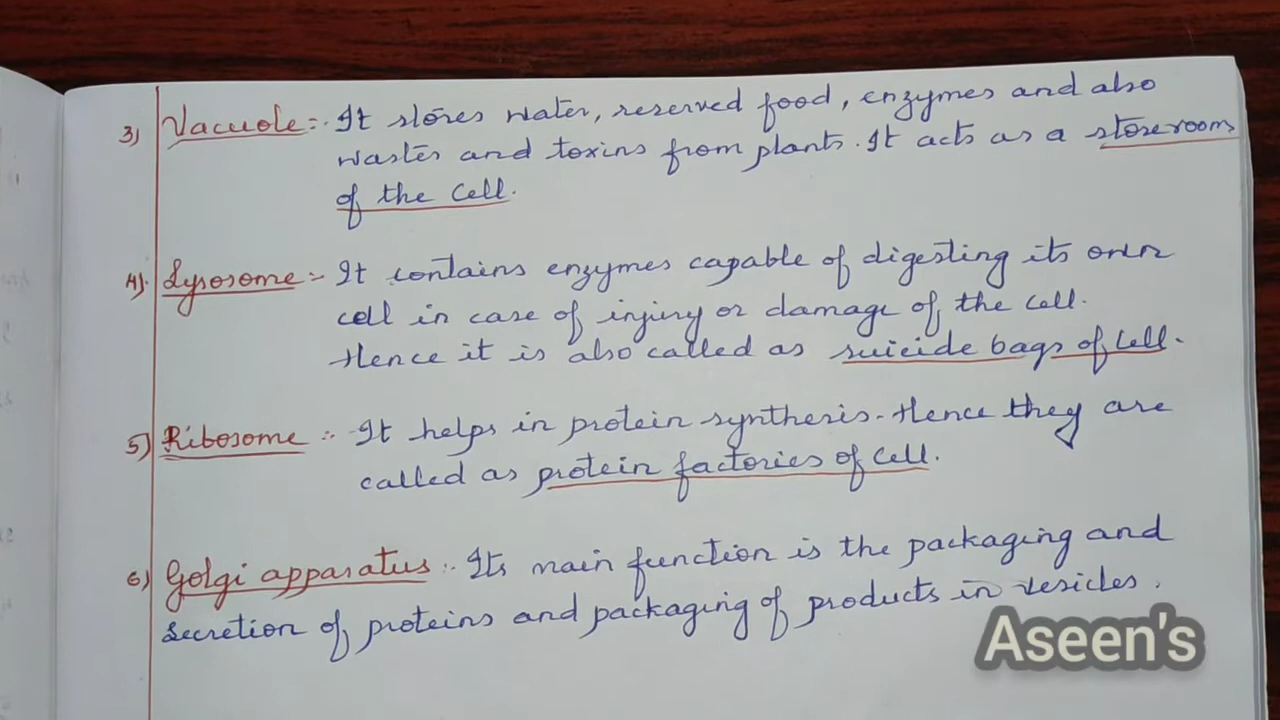 3) Vacuole:- It stores water, reserved food, enzymes and also
wastes and toxins from plants. It acts as a storeroom
of the cell.
4). Lysosome:- It contains enzymes capable of digesting its own
cell in case of injury or damage of the cell.
Hence it is also called as suicide bags of cell.
5) Ribosome :- It helps in protein synthesis. Hence they are
called as protein factories of cell.
6) Golgi apparatus :- Its main function is the packaging and
secretion of proteins and packaging of products in vesicles.
Aseen's